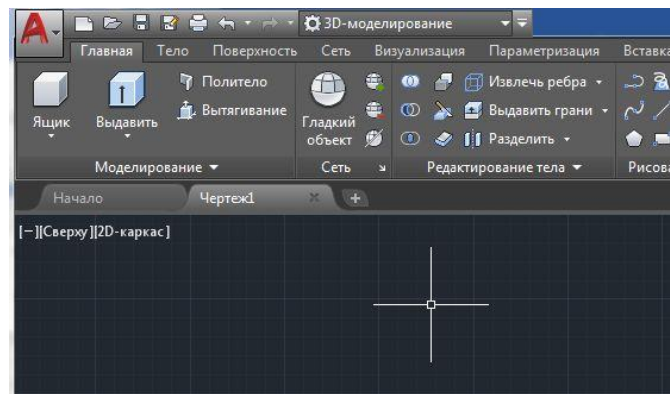 3D-моделирование
Главная Тело Поверхность Сеть Визуализация Параметризация Вставка
Ящик
Выдавить
Политело
Вытягивание
Гладкий
объект
Извлечь ребра
Выдавить грани
Разделить
Моделирование Сеть Редактирование тела
Начало Чертеж1
[−][Сверху][2D-каркас]